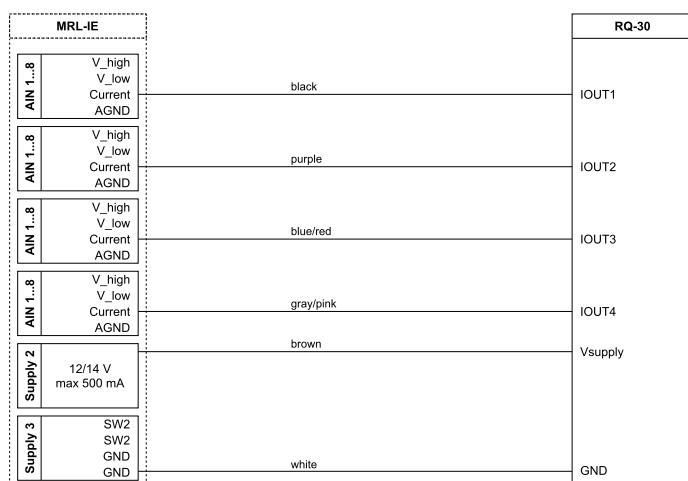 MRL-IE
RQ-30
AIN 1...8
V_high
V_low
Current
AGND
black
IOUT1
AIN 1...8
V_high
V_low
Current
AGND
purple
IOUT2
AIN 1...8
V_high
V_low
Current
AGND
blue/red
IOUT3
AIN 1...8
V_high
V_low
Current
AGND
gray/pink
IOUT4
Supply 2
12/14 V
max 500 mA
brown
Vsupply
Supply 3
SW2
SW2
GND
GND
white
GND